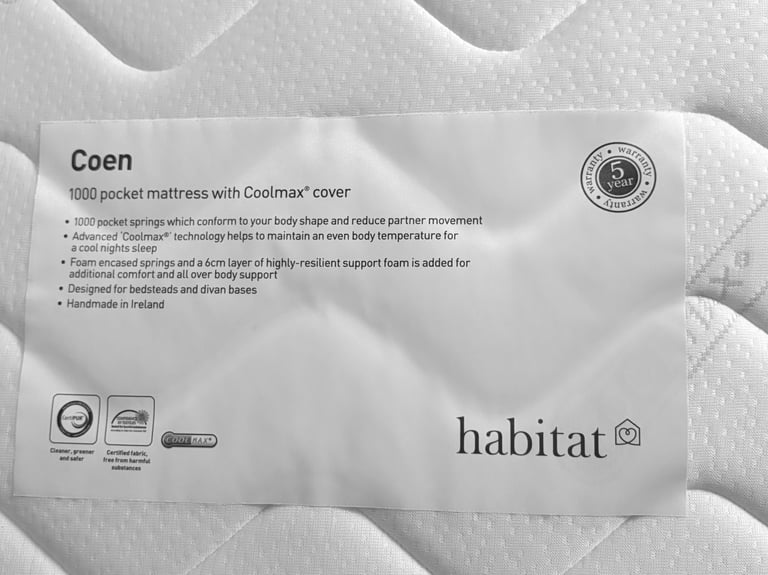 Coen
warranty • warranty • warranty • warranty •
5
year
1000 pocket mattress with Coolmax® cover
• 1000 pocket springs which conform to your body shape and reduce partner movement
• Advanced 'Coolmax®' technology helps to maintain an even body temperature for
a cool nights sleep
• Foam encased springs and a 6cm layer of highly-resilient support foam is added for
additional comfort and all over body support
• Designed for bedsteads and divan bases
• Handmade in Ireland
CertiPUR
COOLMAX®
Cleaner, greener
and safer
Certified fabric,
free from harmful
substances
habitat